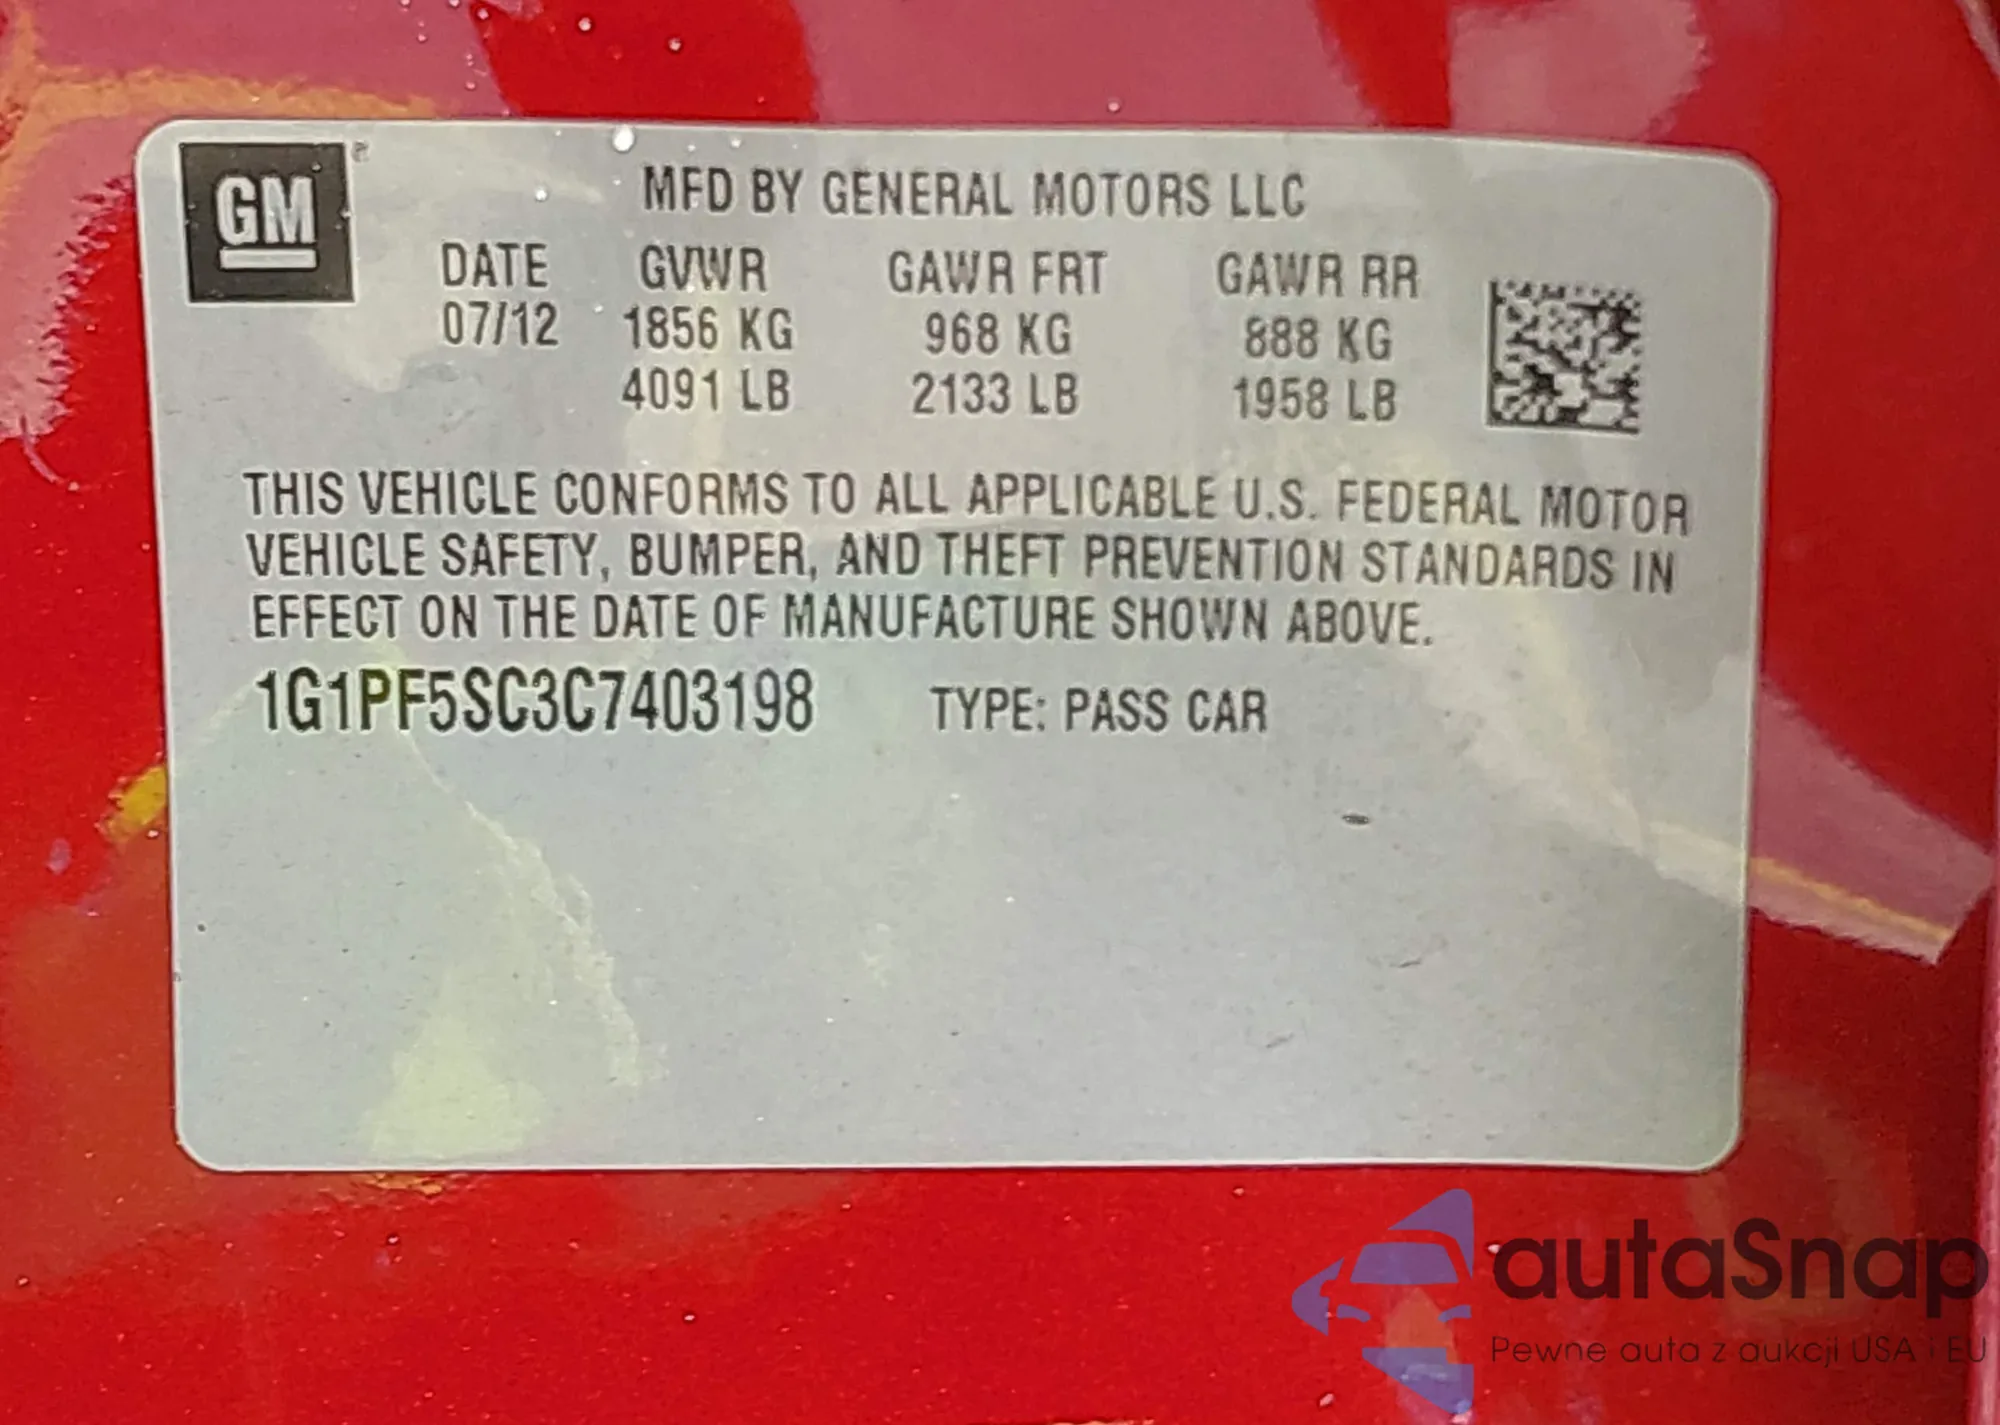 GM
MFD BY GENERAL MOTORS LLC
DATE GVWR GAWR FRT GAWR RR
07/12 1856 KG 968 KG 888 KG
4091 LB 2133 LB 1958 LB
THIS VEHICLE CONFORMS TO ALL APPLICABLE U.S. FEDERAL MOTOR
VEHICLE SAFETY, BUMPER, AND THEFT PREVENTION STANDARDS IN
EFFECT ON THE DATE OF MANUFACTURE SHOWN ABOVE.
1G1PF5SC3C7403198 TYPE: PASS CAR
autaSnap
Pewne auta z aukcji USA i EU